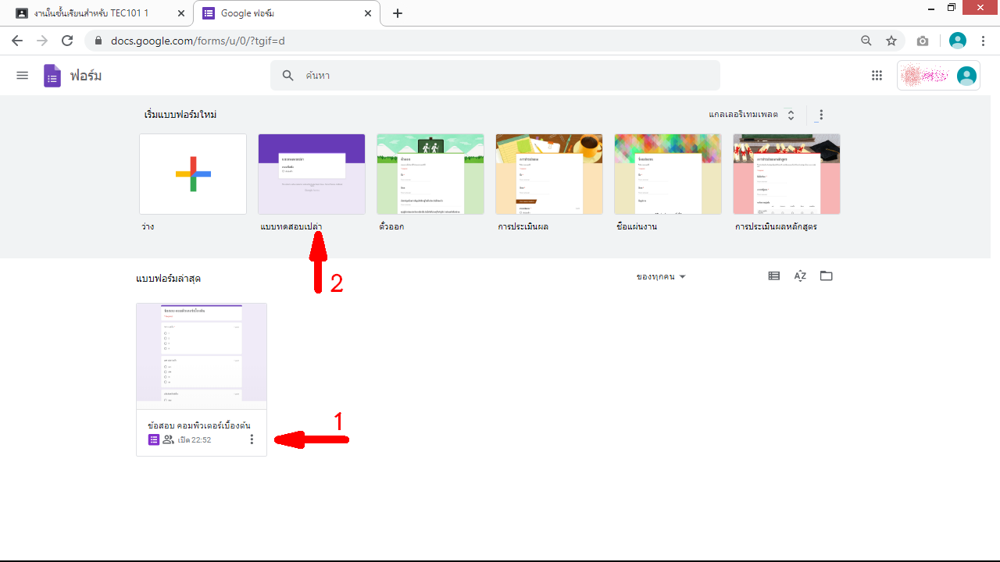 งานในชั้นเรียนสำหรับ TEC101 1
Google ฟอร์ม
docs.google.com/forms/u/0/?tgif=d
ฟอร์ม
ค้นหา
เริ่มแบบฟอร์มใหม่
แกลเลอรีเทมเพลต
ว่าง
แบบทดสอบเปล่า
ตั๋วออก
การประเมินผล
ชื่อแผ่นงาน
การประเมินผลหลักสูตร
2
แบบฟอร์มล่าสุด
ของทุกคน
AZ
1
ข้อสอบ คอมพิวเตอร์เบื้องต้น
เปิด 22:52